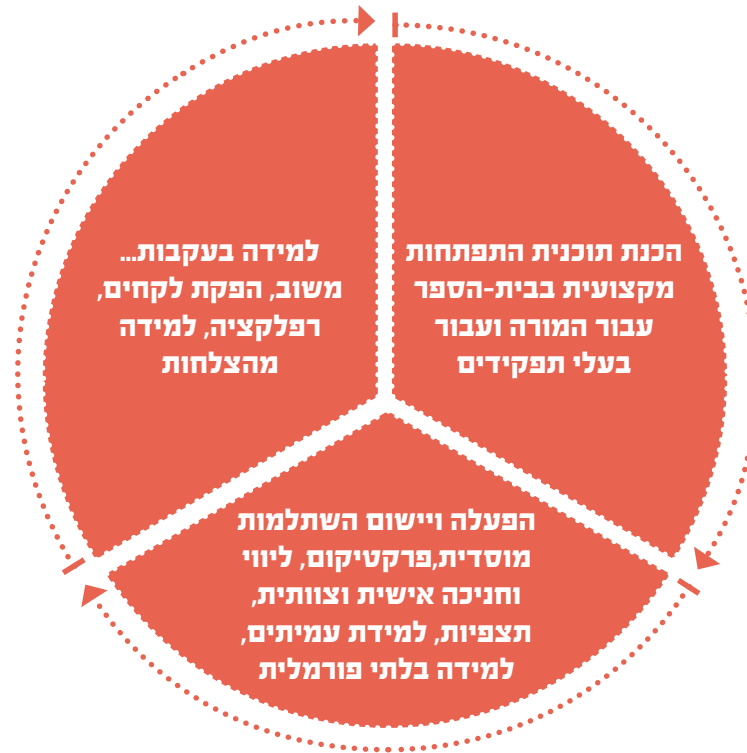 הכנת תוכנית התפתחות
מקצועית בבית-הספר
עבור המורה ועבור
בעלי תפקידים
הפעלה ויישום השתלמות
מוסדית,פרקטיקום, ליווי
וחניכה אישית וצוותית,
תצפיות, למידת עמיתים,
למידה בלתי פורמלית
למידה בעקבות...
משוב, הפקת לקחים,
רפלקציה, למידה
מהצלחות